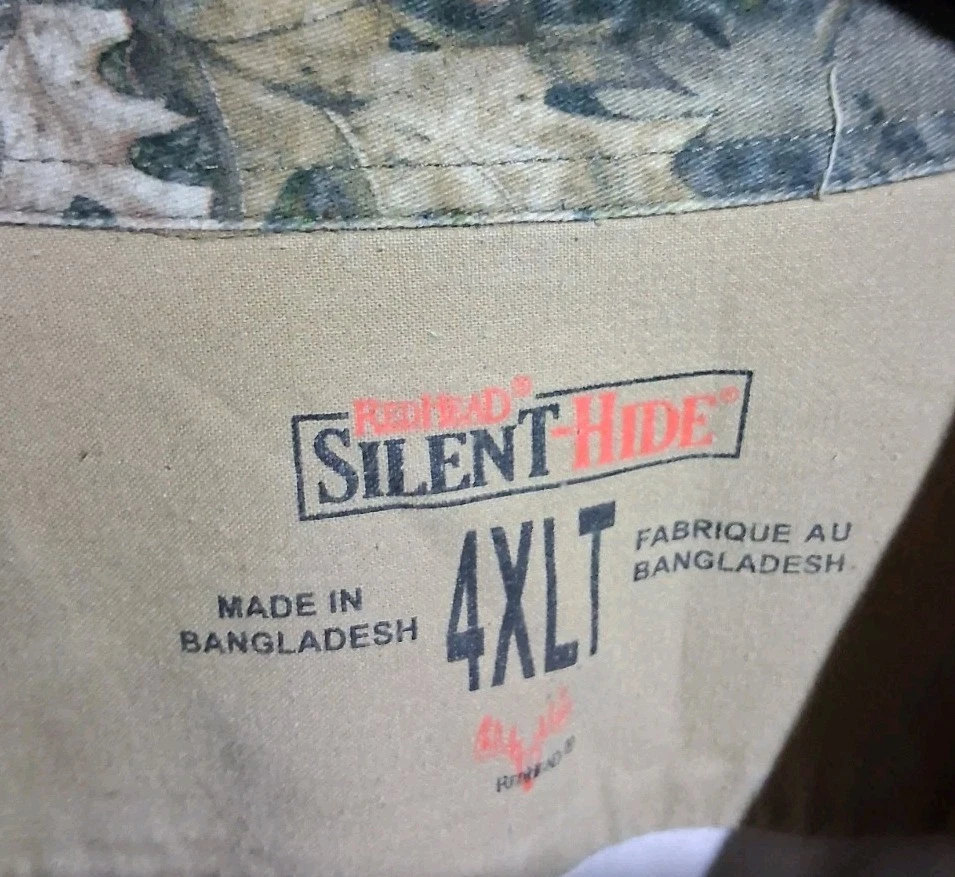 REDHEAD®
SILENT-HIDE®
4XLT
FABRIQUE AU
BANGLADESH
MADE IN
BANGLADESH
REDHEAD®